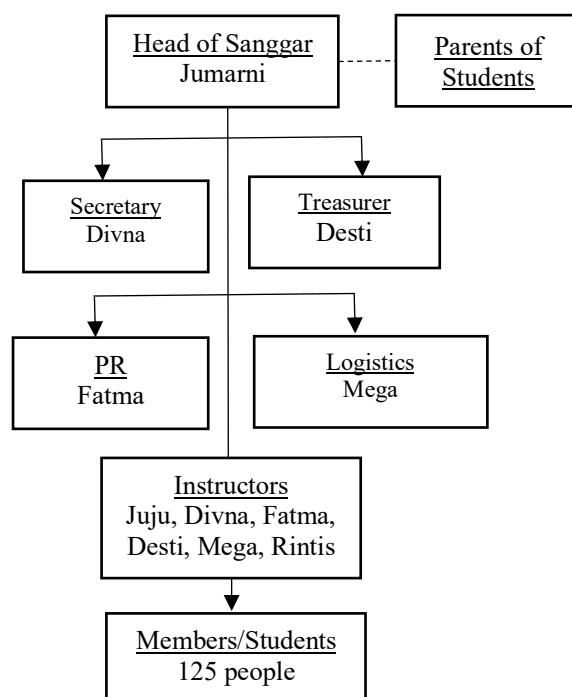 Head of Sanggar
Jumarni
Parents of
Students
Secretary
Divna
Treasurer
Desti
PR
Fatma
Logistics
Mega
Instructors
Juju, Divna, Fatma,
Desti, Mega, Rintis
Members/Students
125 people